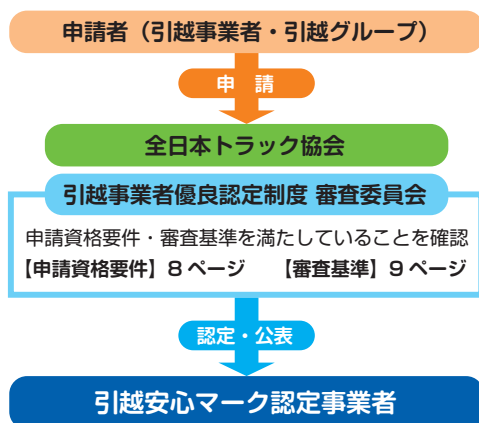 申請者（引越事業者・引越グループ）
申 請
全日本トラック協会
引越事業者優良認定制度 審査委員会
申請資格要件・審査基準を満たしていることを確認
【申請資格要件】8 ページ 【審査基準】9 ページ
認定・公表
引越安心マーク認定事業者